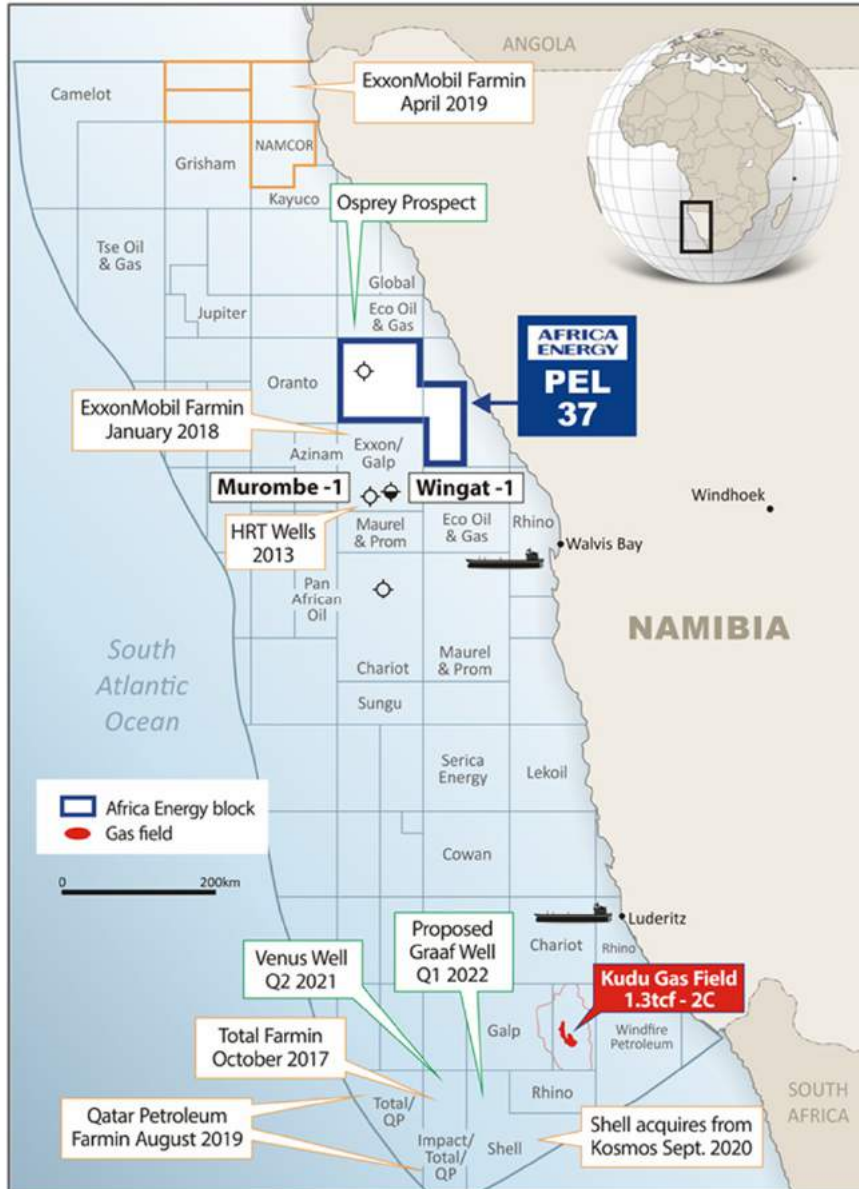 ANGOLA
Camelot
ExxonMobil Farmin
April 2019
Grisham
NAMCOR
Kayuco
Osprey Prospect
Tse Oil
& Gas
Jupiter
Global
Eco Oil
& Gas
AFRICA
ENERGY
PEL
37
Oranto
ExxonMobil Farmin
January 2018
Azinam
Exxon/
Galp
Murombe -1
Wingat -1
HRT Wells
2013
Maurel
& Prom
Eco Oil
& Gas
Rhino
Windhoek
Walvis Bay
Pan
African
Oil
NAMIBIA
South
Atlantic
Ocean
Chariot
Maurel
& Prom
Sungu
Serica
Energy
Lekoil
Africa Energy block
Gas field
0
200km
Cowan
Luderitz
Venus Well
Q2 2021
Proposed
Graaf Well
Q1 2022
Chariot
Rhino
Kudu Gas Field
1.3tcf - 2C
Total Farmin
October 2017
Galp
Windfire
Petroleum
Qatar Petroleum
Farmin August 2019
Total/
QP
Impact/
Total/
QP
Shell
Rhino
Shell acquires from
Kosmos Sept. 2020
SOUTH
AFRICA